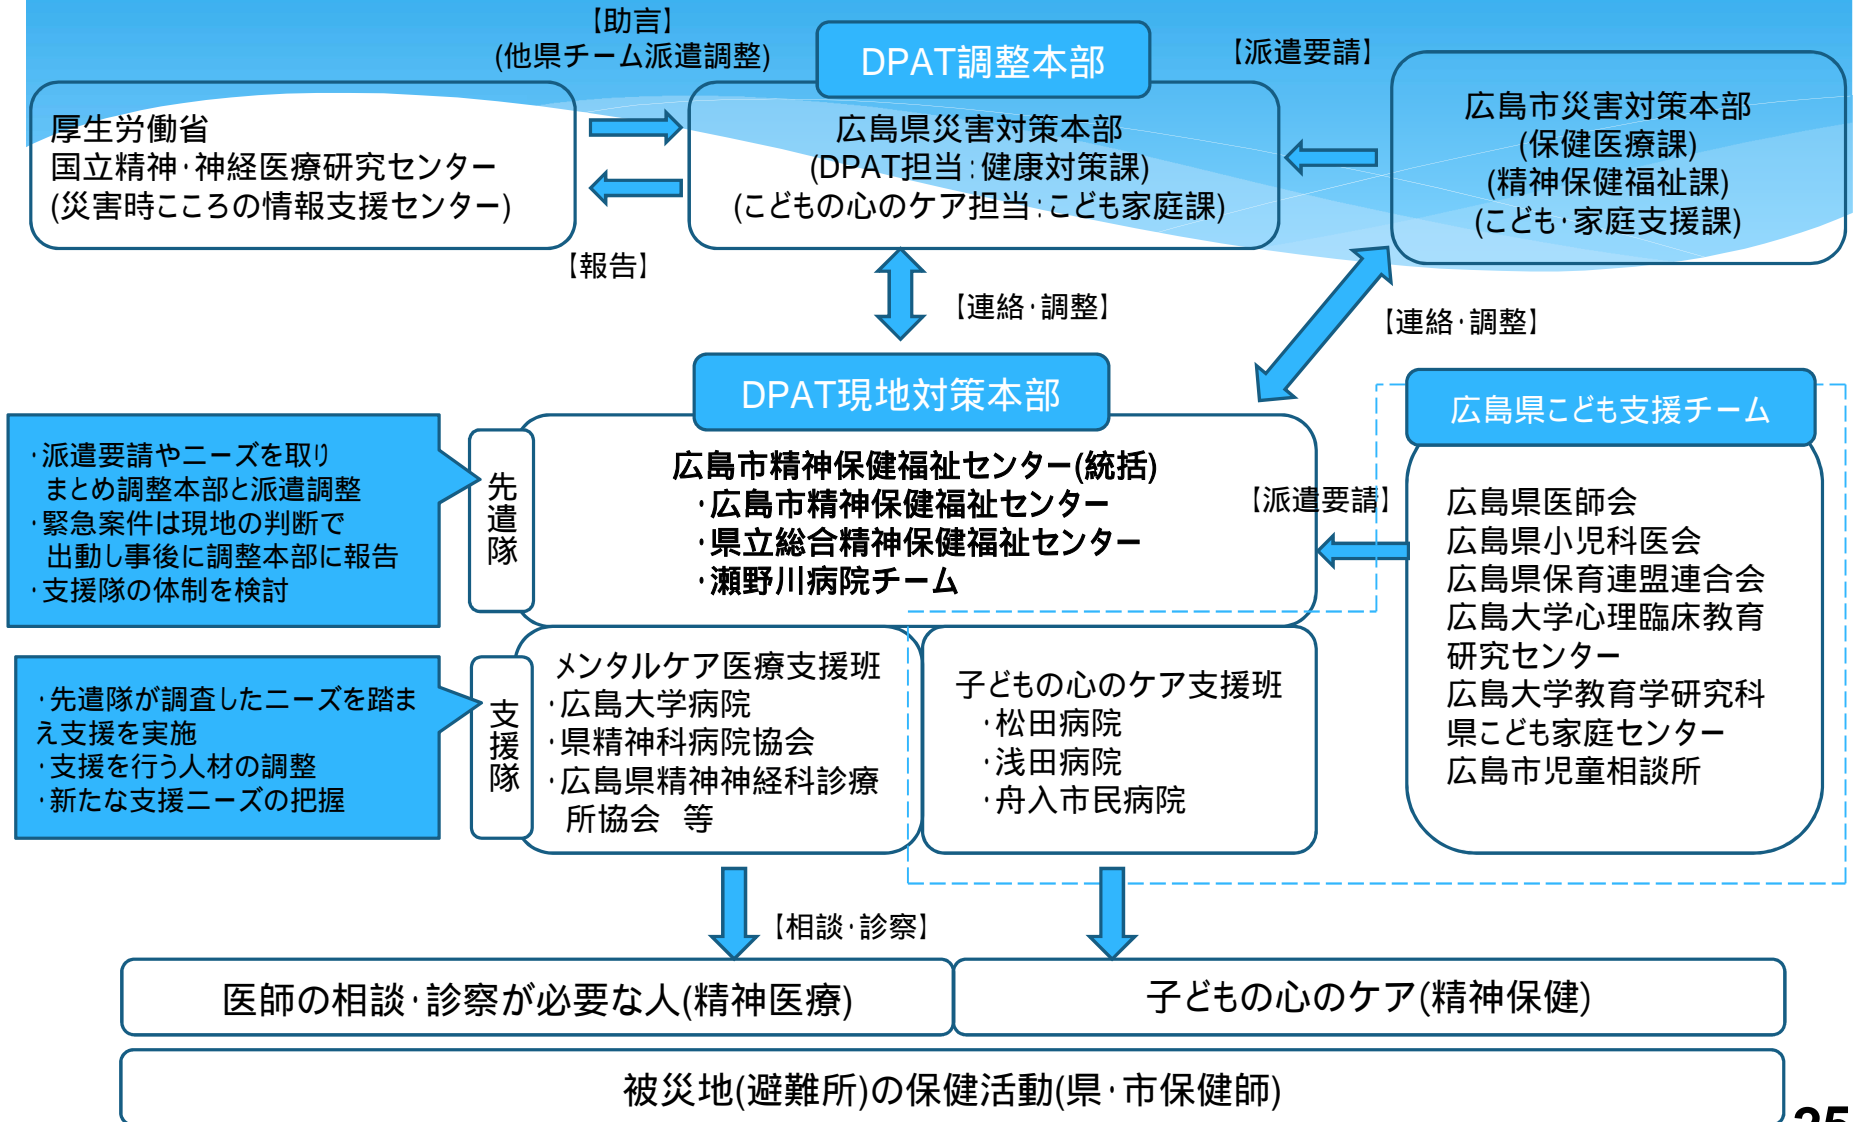 【助言】
(他県チーム派遣調整)
DPAT調整本部
【派遣要請】
厚生労働省
国立精神・神経医療研究センター
(災害時こころの情報支援センター)
広島県災害対策本部
(DPAT担当:健康対策課)
(こどもの心のケア担当:こども家庭課)
広島市災害対策本部
(保健医療課)
(精神保健福祉課)
(こども・家庭支援課)
【報告】
【連絡・調整】
【連絡・調整】
DPAT現地対策本部
広島県こども支援チーム
・派遣要請やニーズを取り
まとめ調整本部と派遣調整
・緊急案件は現地の判断で
出動し事後に調整本部に報告
・支援隊の体制を検討
先遣隊
広島市精神保健福祉センター(統括)
・広島市精神保健福祉センター
・県立総合精神保健福祉センター
・瀬野川病院チーム
【派遣要請】
広島県医師会
広島県小児科医会
広島県保育連盟連合会
広島大学心理臨床教育
研究センター
広島大学教育学研究科
県こども家庭センター
広島市児童相談所
・先遣隊が調査したニーズを踏ま
え支援を実施
・支援を行う人材の調整
・新たな支援ニーズの把握
支援隊
メンタルケア医療支援班
・広島大学病院
・県精神科病院協会
・広島県精神神経科診療
所協会 等
子どもの心のケア支援班
・松田病院
・浅田病院
・舟入市民病院
【相談・診察】
医師の相談・診察が必要な人(精神医療)
子どもの心のケア(精神保健)
被災地(避難所)の保健活動(県・市保健師)